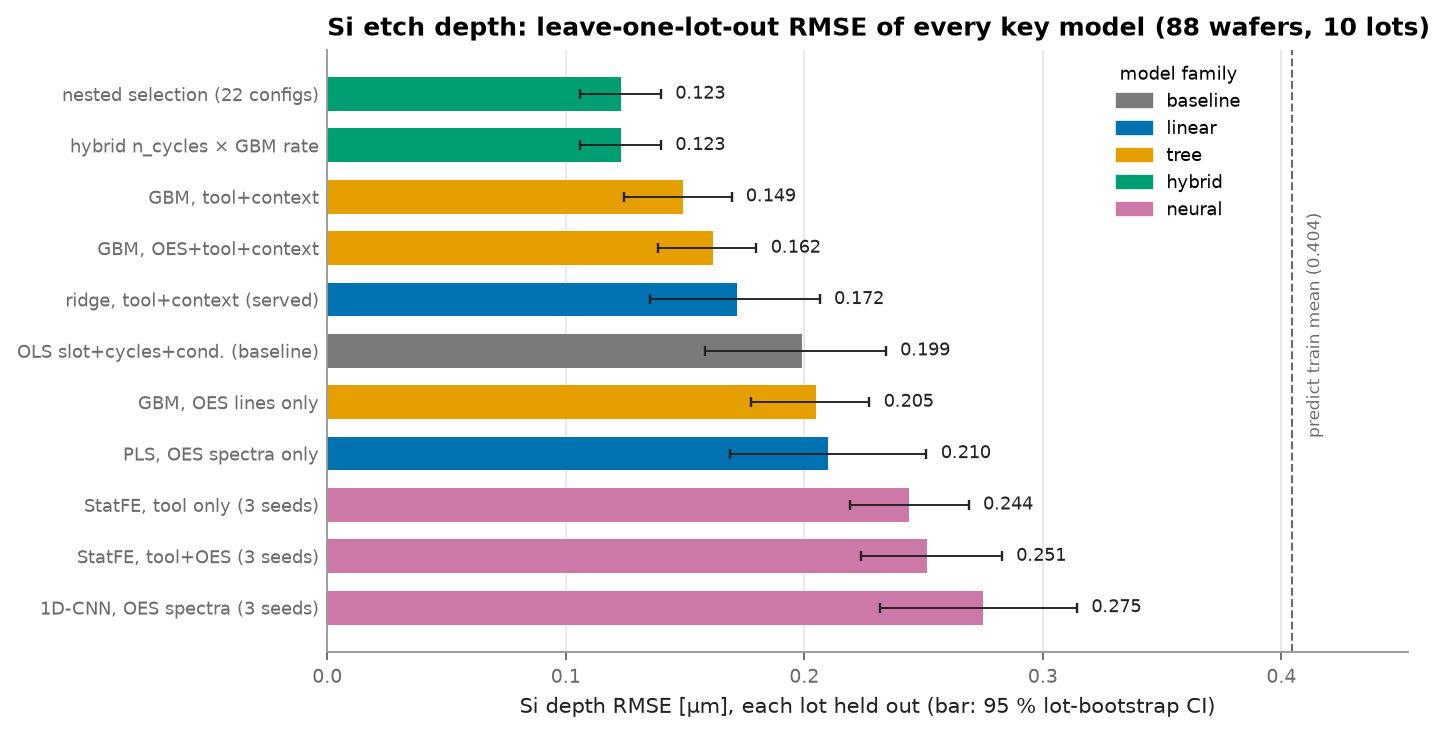 Si etch depth: leave-one-lot-out RMSE of every key model (88 wafers, 10 lots)
model family
baseline
linear
tree
hybrid
neural
nested selection (22 configs)
0.123
hybrid n_cycles × GBM rate
0.123
GBM, tool+context
0.149
GBM, OES+tool+context
0.162
ridge, tool+context (served)
0.172
OLS slot+cycles+cond. (baseline)
0.199
GBM, OES lines only
0.205
PLS, OES spectra only
0.210
StatFE, tool only (3 seeds)
0.244
StatFE, tool+OES (3 seeds)
0.251
1D-CNN, OES spectra (3 seeds)
0.275
predict train mean (0.404)
0.0 0.1 0.2 0.3 0.4
Si depth RMSE [µm], each lot held out (bar: 95 % lot-bootstrap CI)